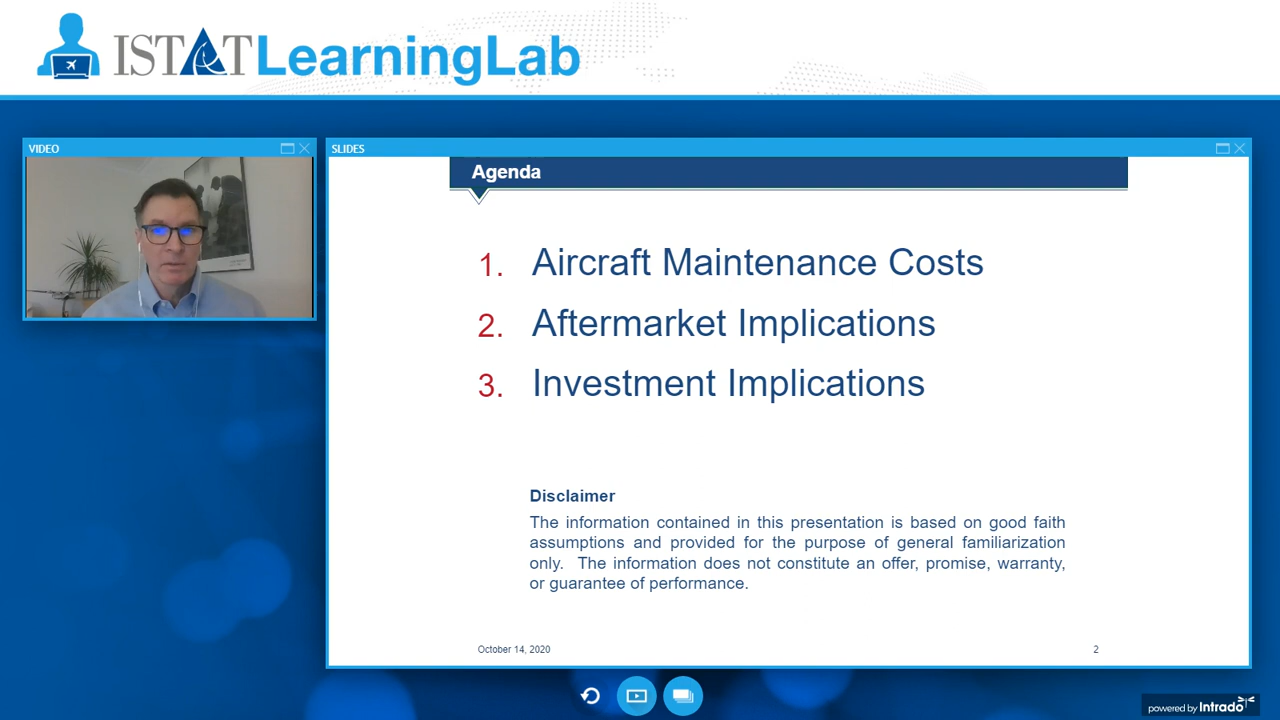 ISTAT LearningLab
VIDEO
SLIDES
Agenda
1. Aircraft Maintenance Costs
2. Aftermarket Implications
3. Investment Implications
Disclaimer
The information contained in this presentation is based on good faith
assumptions and provided for the purpose of general familiarization
only. The information does not constitute an offer, promise, warranty,
or guarantee of performance.
October 14, 2020
2
powered by Intrado